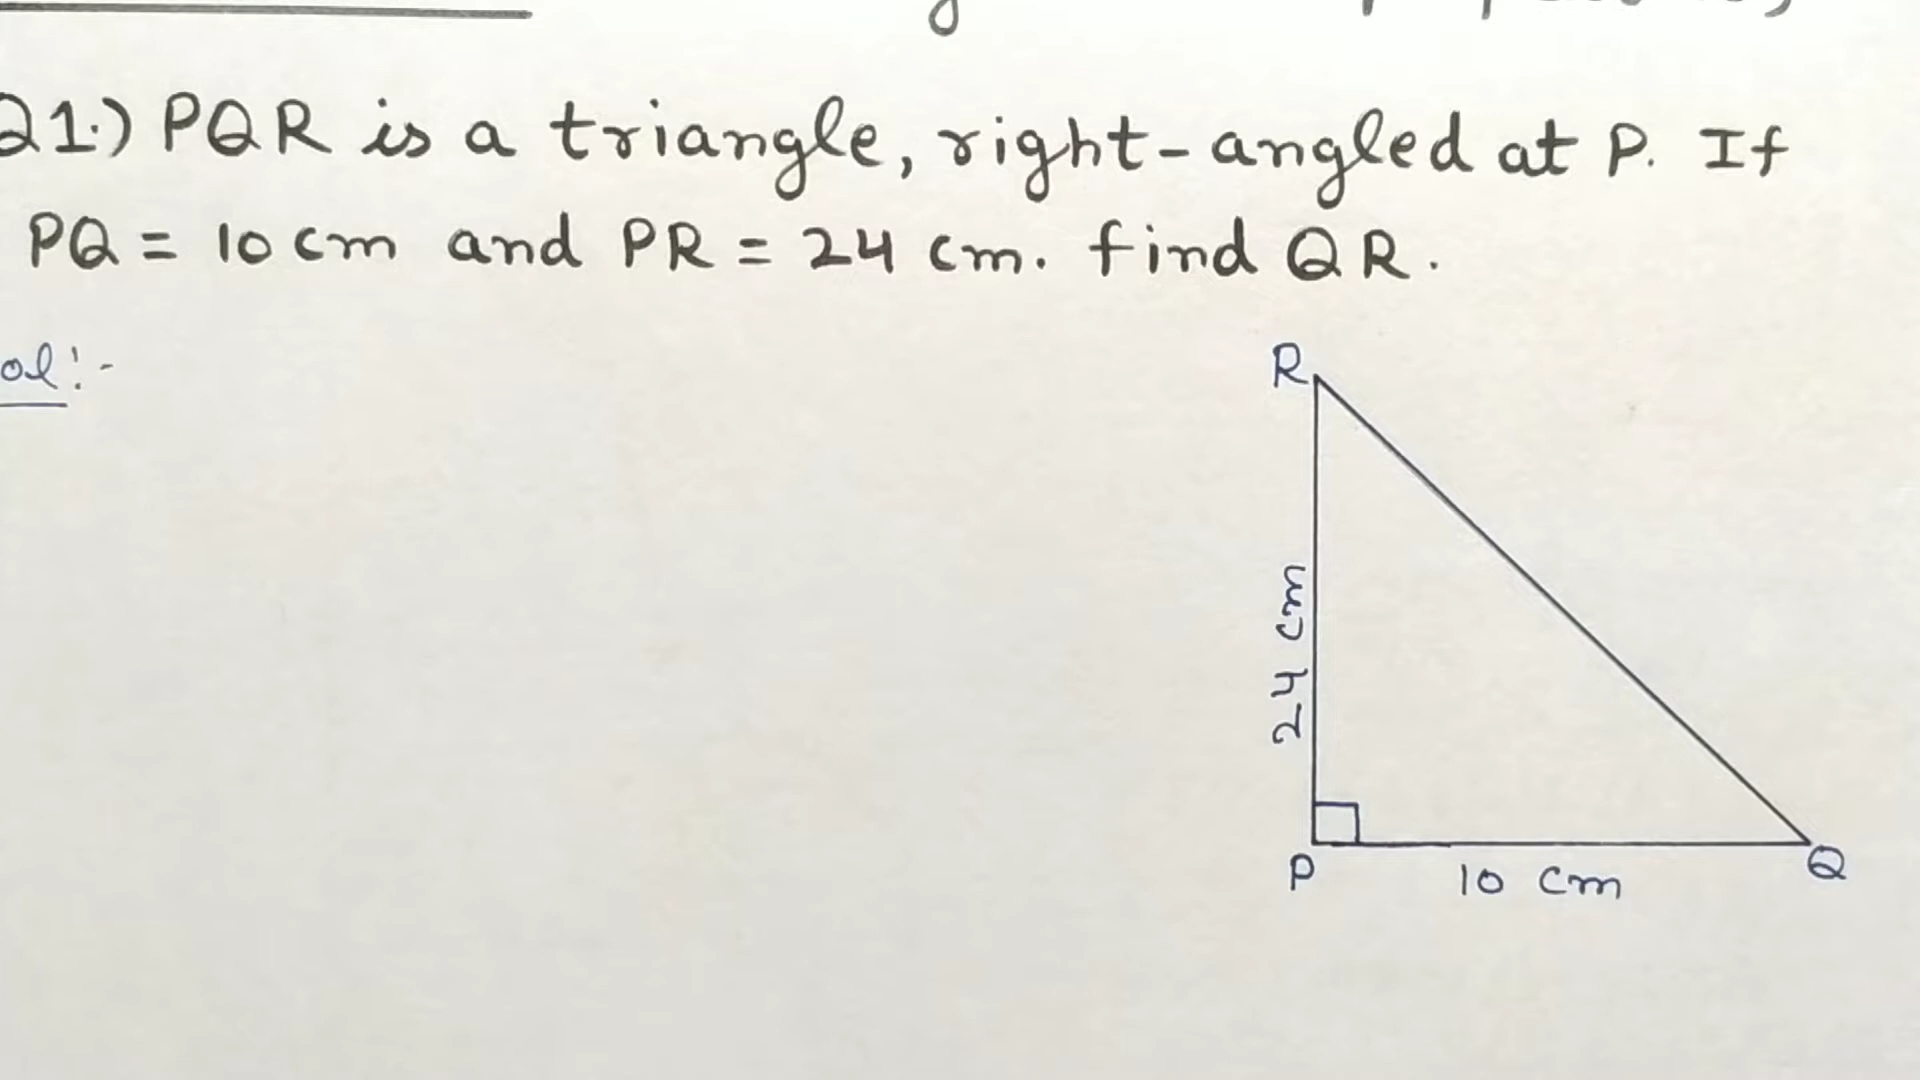 Q1.) PQR is a triangle, right-angled at P. If
PQ = 10 cm and PR = 24 cm. find QR.
ol:-
R
24 cm
P
10 cm
Q